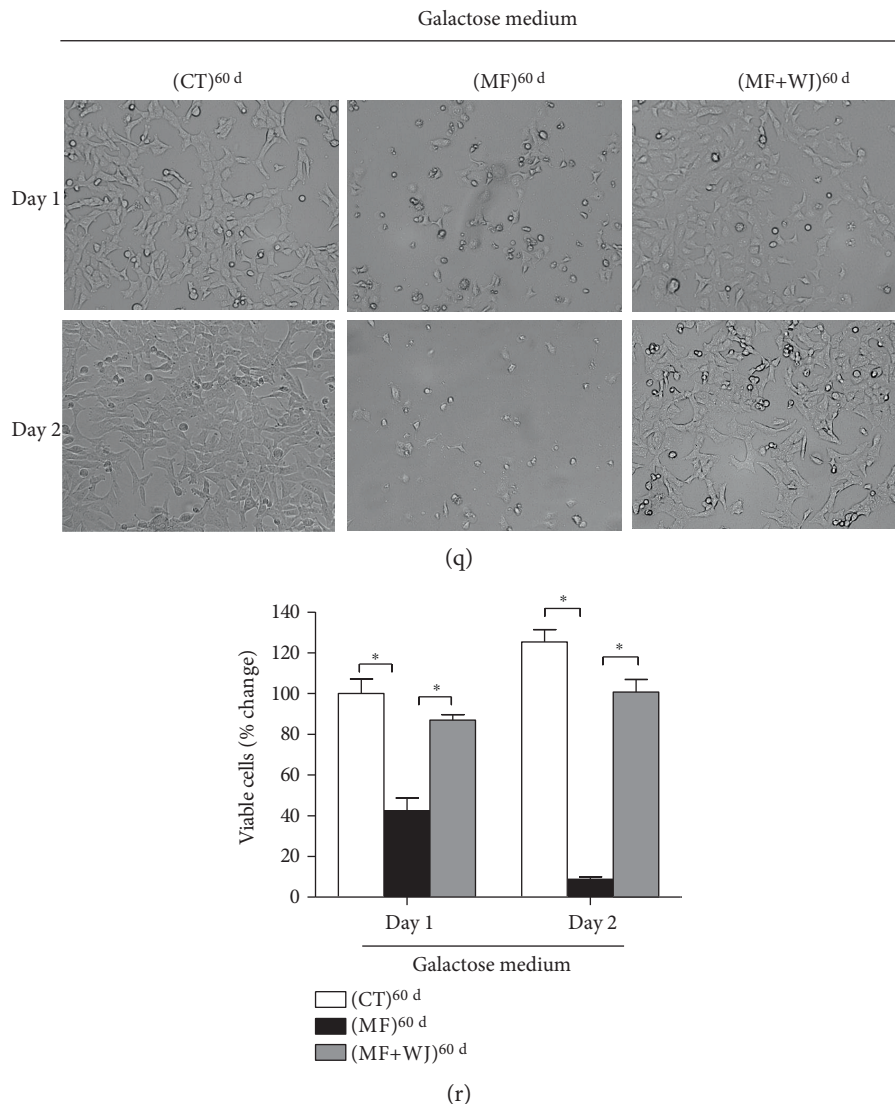 Galactose medium
(CT)60 d (MF)60 d (MF+WJ)60 d
Day 1
Day 2
(q)
Viable cells (% change)
140
120
100
80
60
40
20
0
* * * *
Day 1 Day 2
Galactose medium
(CT)60 d
(MF)60 d
(MF+WJ)60 d
(r)